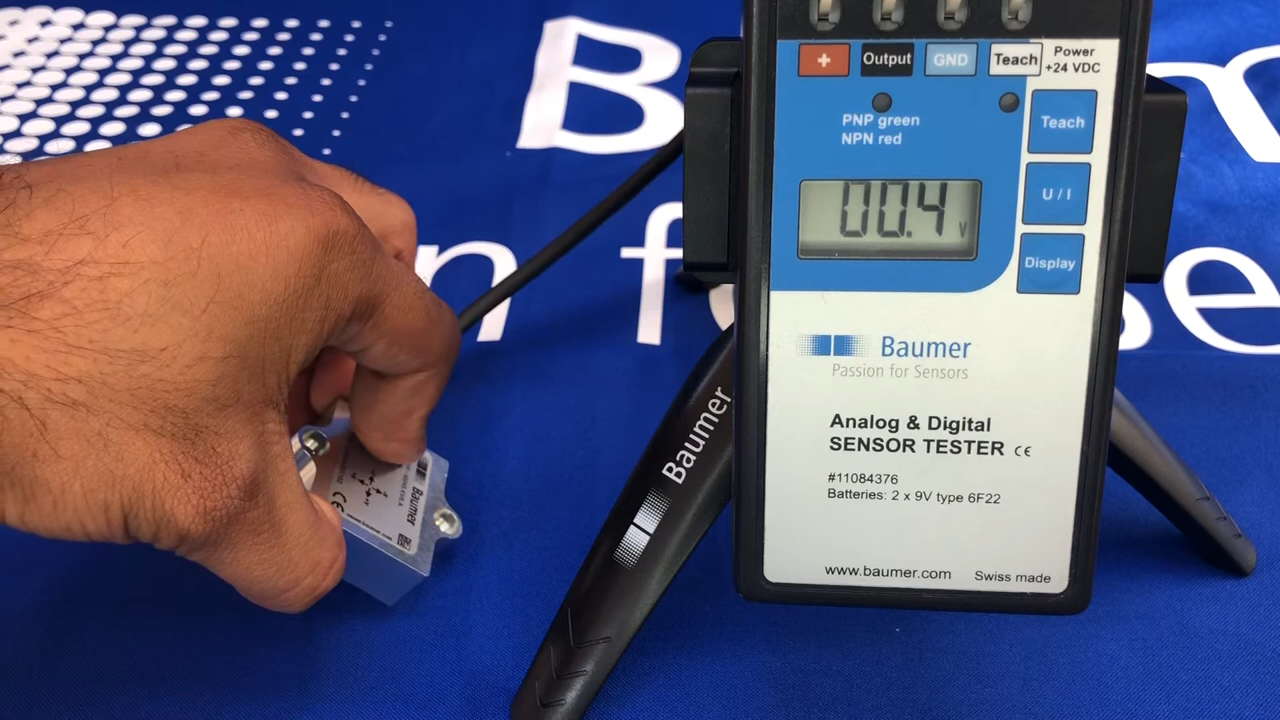 + Output GND Teach Power
+24 VDC
PNP green
NPN red
Teach
U / I
Display
00.4 V
Baumer
Passion for Sensors
Analog & Digital
SENSOR TESTER CE
#11084376
Batteries: 2 x 9V type 6F22
www.baumer.com Swiss made
Baumer
Baumer
CE